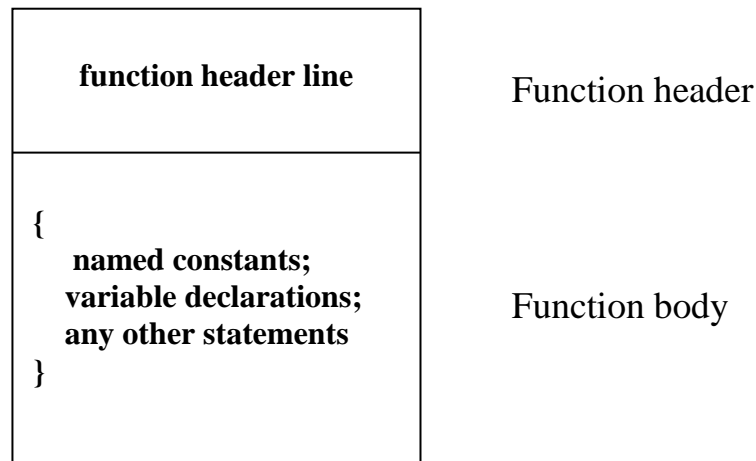 function header line
Function header
{
named constants;
variable declarations;
any other statements
}
Function body